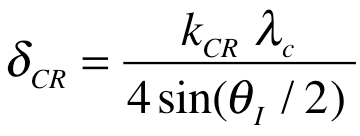 δ_CR = k_CR λ_c / 4 sin(θ_I / 2)